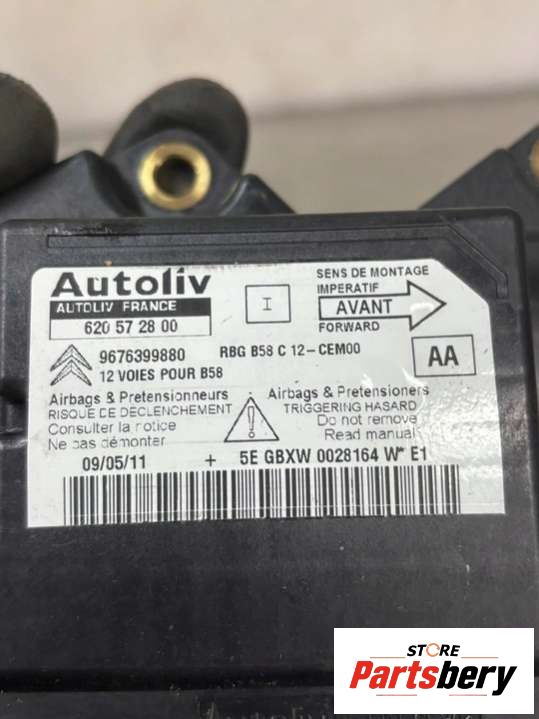 Autoliv
AUTOLIV FRANCE
620 57 28 00
I
SENS DE MONTAGE
IMPERATIF
AVANT
FORWARD
9676399880
RBG B58 C 12-CEM00
AA
12 VOIES POUR B58
Airbags & Pretensionneurs
RISQUE DE DECLENCHEMENT
Consulter la notice
Ne pas démonter
!
Airbags & Pretensioners
TRIGGERING HASARD
Do not remove
Read manual
09/05/11 + 5E GBXW 0028164 W* E1
STORE
Partsbery